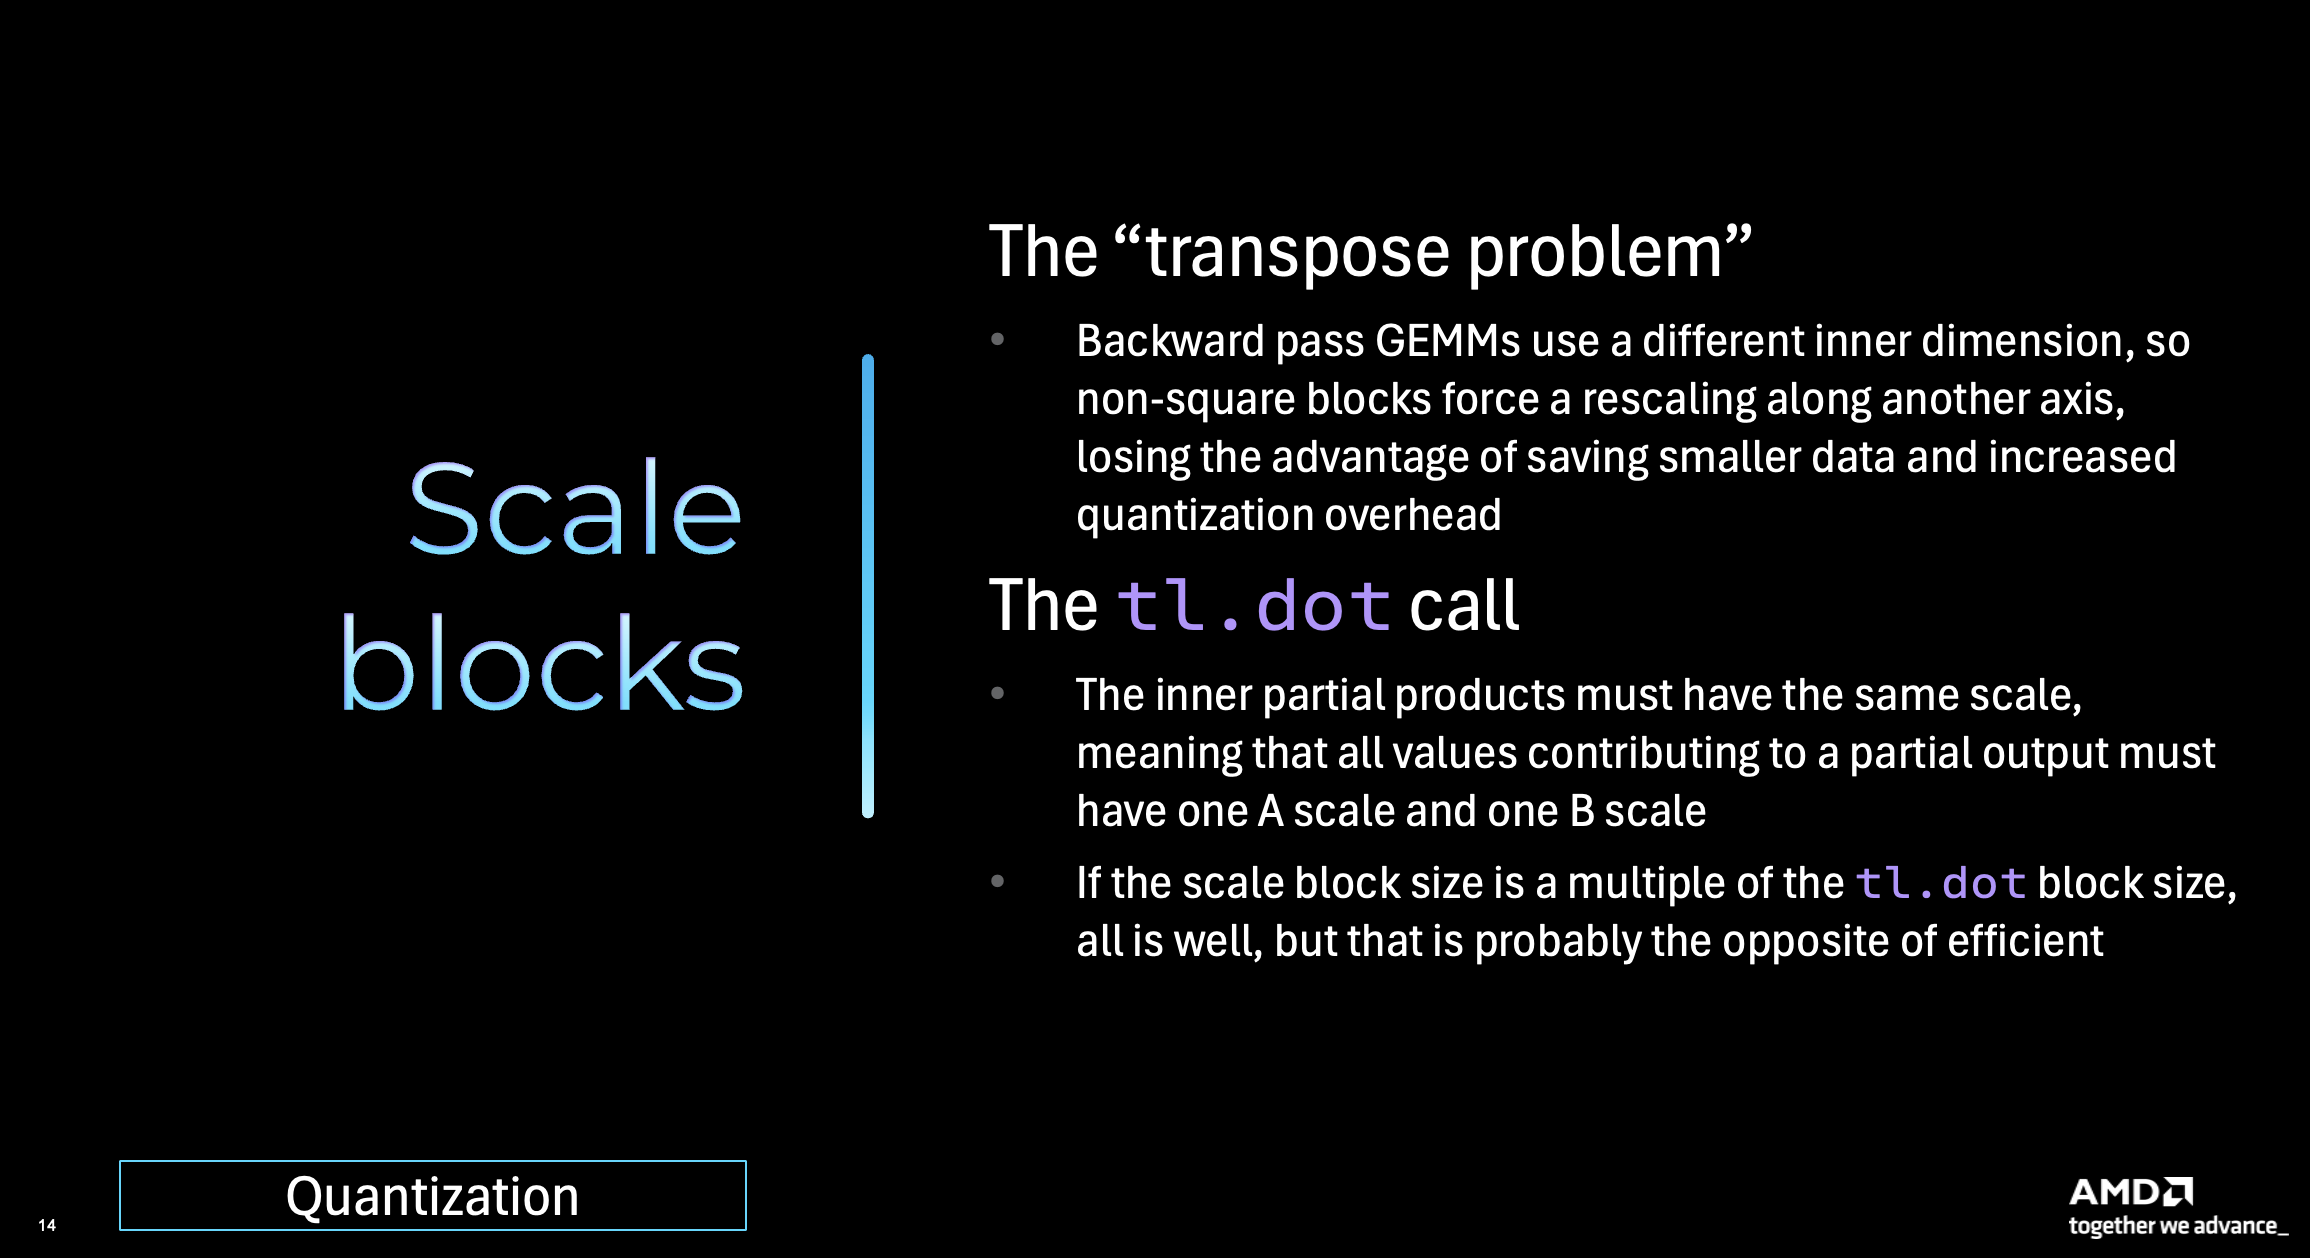 Scale
blocks
The “transpose problem”
• Backward pass GEMMs use a different inner dimension, so
non-square blocks force a rescaling along another axis,
losing the advantage of saving smaller data and increased
quantization overhead
The tl.dot call
• The inner partial products must have the same scale,
meaning that all values contributing to a partial output must
have one A scale and one B scale
• If the scale block size is a multiple of the tl.dot block size,
all is well, but that is probably the opposite of efficient
Quantization
14
AMD
together we advance_